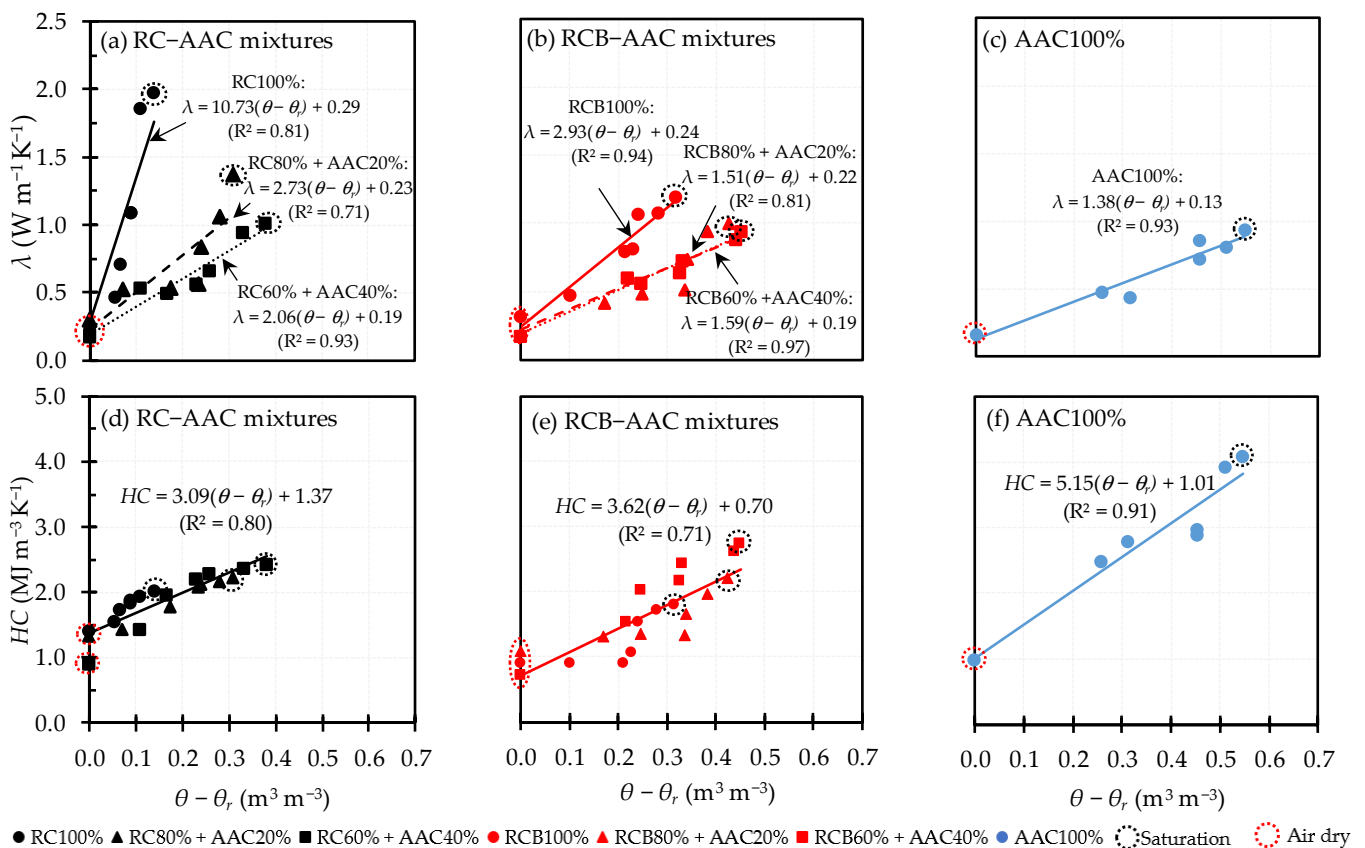 (a) RC−AAC mixtures
RC100%:
λ = 10.73(θ− θr) + 0.29
(R² = 0.81)
RC80% + AAC20%:
λ = 2.73(θ− θr) + 0.23
(R² = 0.71)
RC60% + AAC40%:
λ = 2.06(θ− θr) + 0.19
(R² = 0.93)
λ (W m⁻¹K⁻¹)
2.5
2.0
1.5
1.0
0.5
0.0
(b) RCB−AAC mixtures
RCB100%:
λ = 2.93(θ− θr) + 0.24
(R² = 0.94)
RCB80% + AAC20%:
λ = 1.51(θ− θr) + 0.22
(R² = 0.81)
RCB60% +AAC40%:
λ = 1.59(θ− θr) + 0.19
(R² = 0.97)
(c) AAC100%
AAC100%:
λ = 1.38(θ− θr) + 0.13
(R² = 0.93)
(d) RC−AAC mixtures
HC = 3.09(θ − θr) + 1.37
(R² = 0.80)
HC (MJ m⁻³ K⁻¹)
5.0
4.0
3.0
2.0
1.0
0.0
0.0 0.1 0.2 0.3 0.4 0.5 0.6 0.7
θ − θr (m³ m⁻³)
(e) RCB−AAC mixtures
HC = 3.62(θ − θr) + 0.70
(R² = 0.71)
0.0 0.1 0.2 0.3 0.4 0.5 0.6 0.7
θ − θr (m³ m⁻³)
(f) AAC100%
HC = 5.15(θ − θr) + 1.01
(R² = 0.91)
0.0 0.1 0.2 0.3 0.4 0.5 0.6 0.7
θ − θr (m³ m⁻³)
RC100% RC80% + AAC20% RC60% + AAC40% RCB100% RCB80% + AAC20% RCB60% + AAC40% AAC100% Saturation Air dry